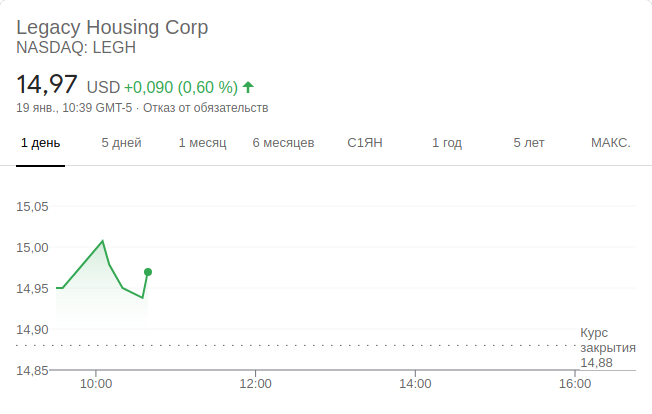 Legacy Housing Corp
NASDAQ: LEGH
14,97 USD +0,090 (0,60 %)
19 янв., 10:39 GMT-5 · Отказ от обязательств
1 день 5 дней 1 месяц 6 месяцев С1ЯН 1 год 5 лет МАКС.
15,05
15,00
14,95
14,90
Курс
закрытия
14,88
14,85
10:00 12:00 14:00 16:00